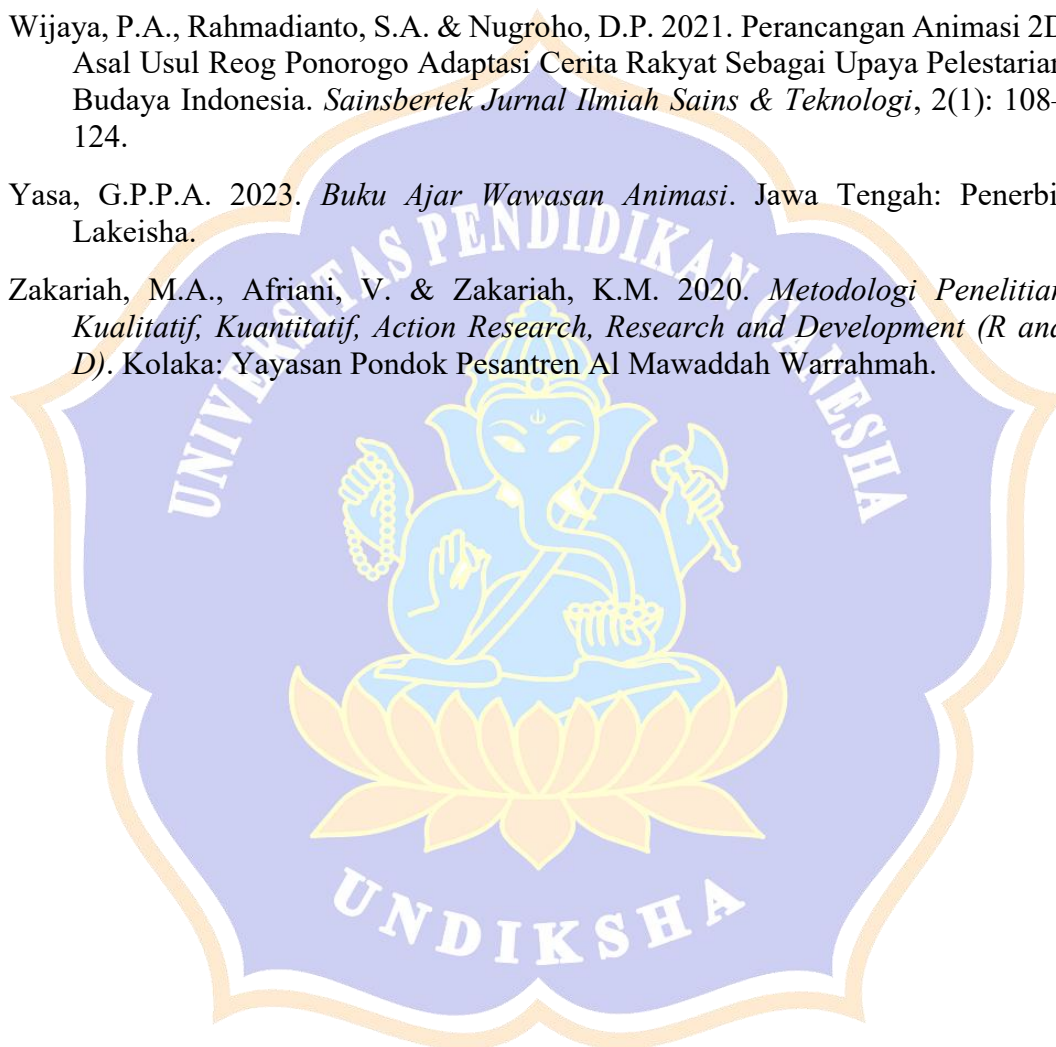 Wijaya, P.A., Rahmadianto, S.A. & Nugroho, D.P. 2021. Perancangan Animasi 2D
Asal Usul Reog Ponorogo Adaptasi Cerita Rakyat Sebagai Upaya Pelestarian
Budaya Indonesia. Sainsbertek Jurnal Ilmiah Sains & Teknologi, 2(1): 108–
124.
Yasa, G.P.P.A. 2023. Buku Ajar Wawasan Animasi. Jawa Tengah: Penerbi
Lakeisha.
Zakariah, M.A., Afriani, V. & Zakariah, K.M. 2020. Metodologi Penelitian
Kualitatif, Kuantitatif, Action Research, Research and Development (R and
D). Kolaka: Yayasan Pondok Pesantren Al Mawaddah Warrahmah.
UNIVERSITAS PENDIDIKAN GANESHA
UNDIKSHA